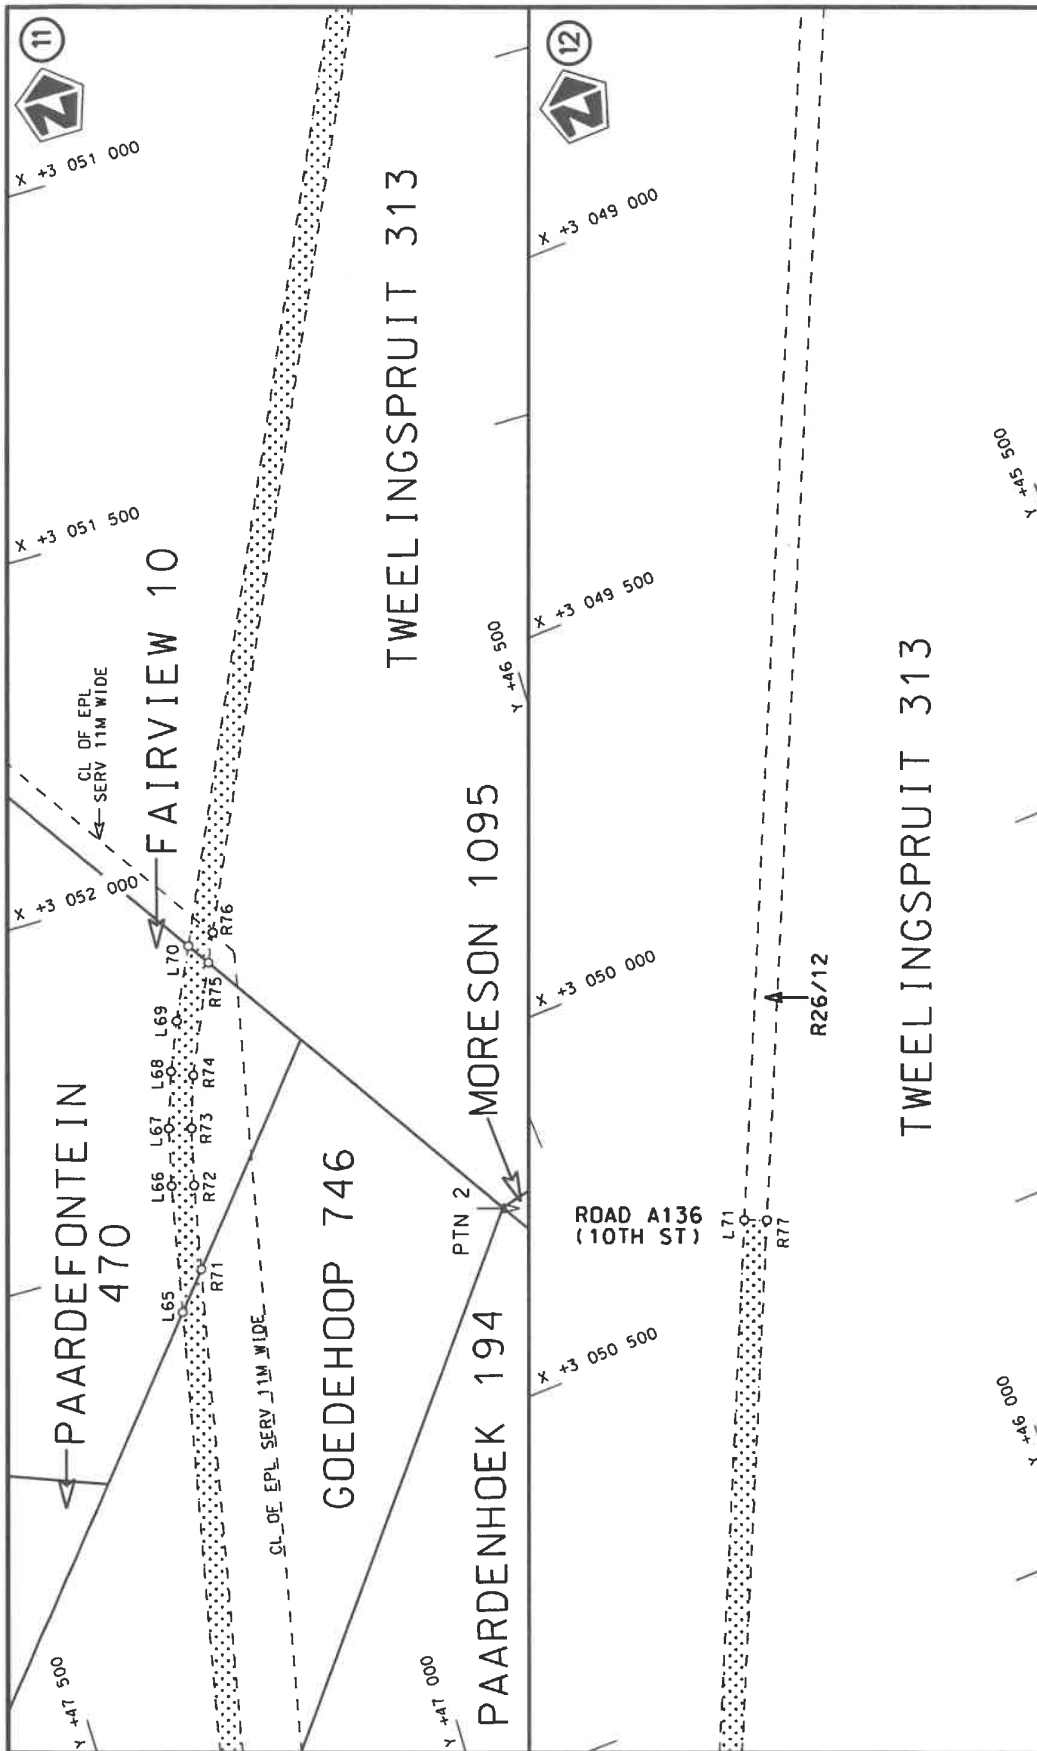 11
N
X +3 051 000
X +3 051 500
X +3 052 000
CL OF EPL
SERV 11M WIDE
FAIRVIEW 10
TWEELINGSPRUIT 313
PAARDEFONTEIN
470
L65
L66
L67
L68
L69
L70
R71
R72
R73
R74
R75
R76
CL OF EPL SERV 11M WIDE
GOEDEHOOP 746
PTN 2
MORESON 1095
PAARDENHOEK 194
Y +47 500
Y +47 000
Y +46 500
12
N
X +3 049 000
X +3 049 500
X +3 050 000
X +3 050 500
Y +45 500
Y +46 000
ROAD A136
(10TH ST)
L71
R77
R26/12
TWEELINGSPRUIT 313